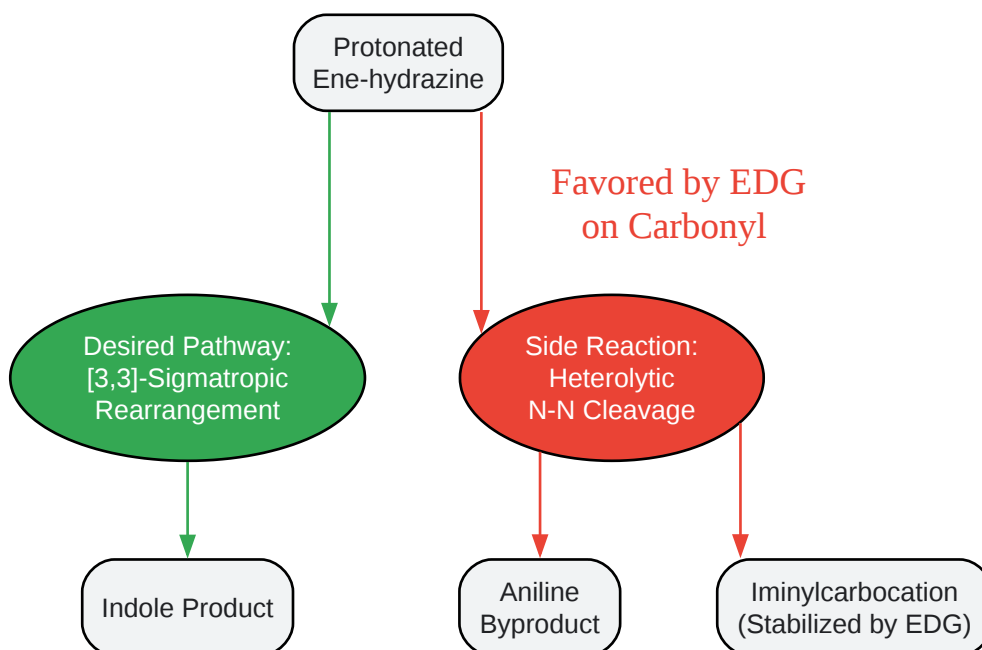 Protonated
Ene-hydrazine
Favored by EDG
on Carbonyl
Desired Pathway:
[3,3]-Sigmatropic
Rearrangement
Side Reaction:
Heterolytic
N-N Cleavage
Indole Product
Aniline
Byproduct
Iminylcarbocation
(Stabilized by EDG)